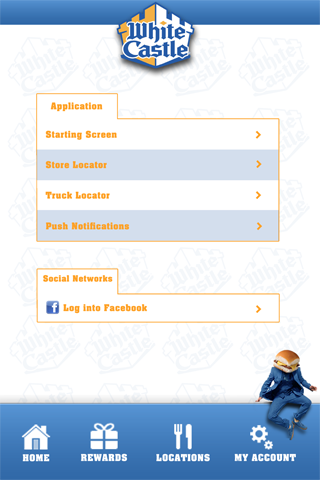 White
Castle
Application
Starting Screen
Store Locator
Truck Locator
Push Notifications
Social Networks
f Log into Facebook
HOME REWARDS LOCATIONS MY ACCOUNT